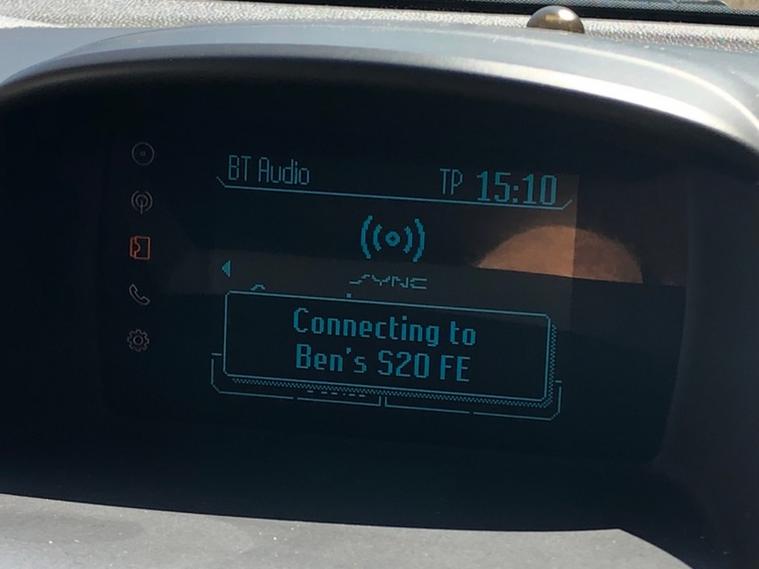 BT Audio TP 15:10
SYNC
Connecting to
Ben's S20 FE